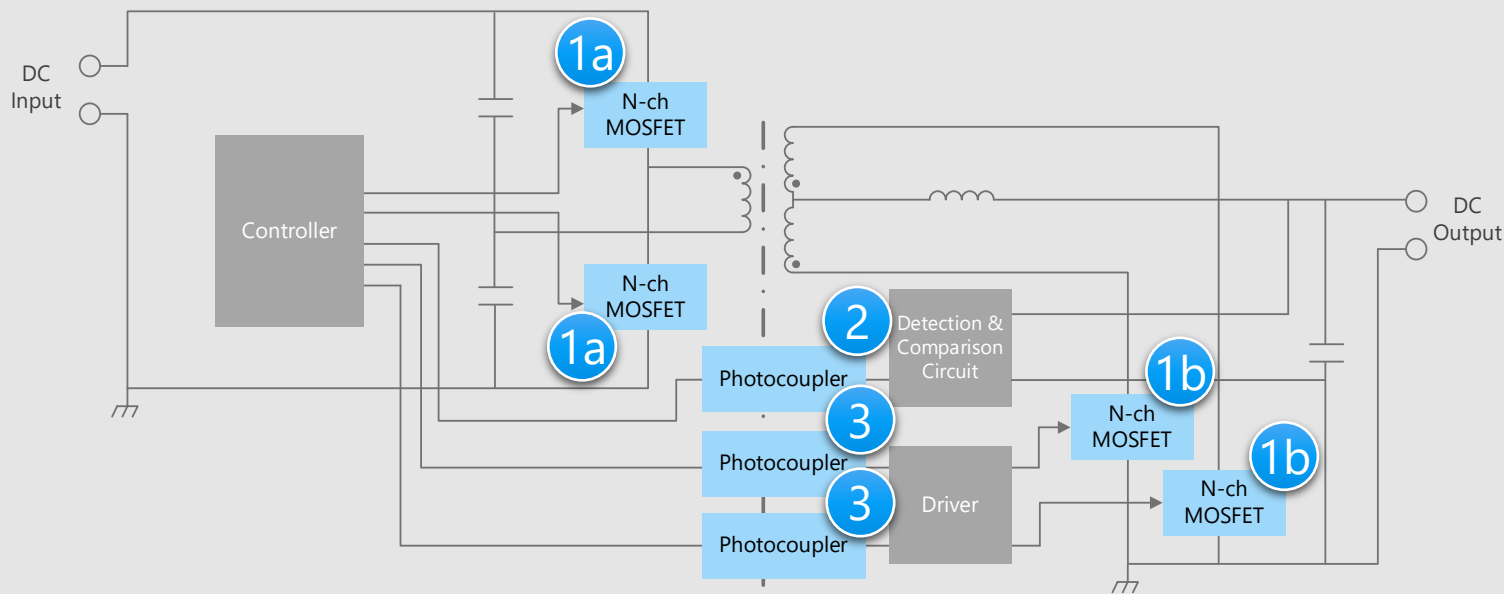 1a
DC
Input
N-ch
MOSFET
Controller
DC
Output
N-ch
MOSFET
1a
2
Detection &
Comparison
Circuit
Photocoupler
1b
N-ch
MOSFET
3
Photocoupler
1b
N-ch
MOSFET
3
Driver
Photocoupler